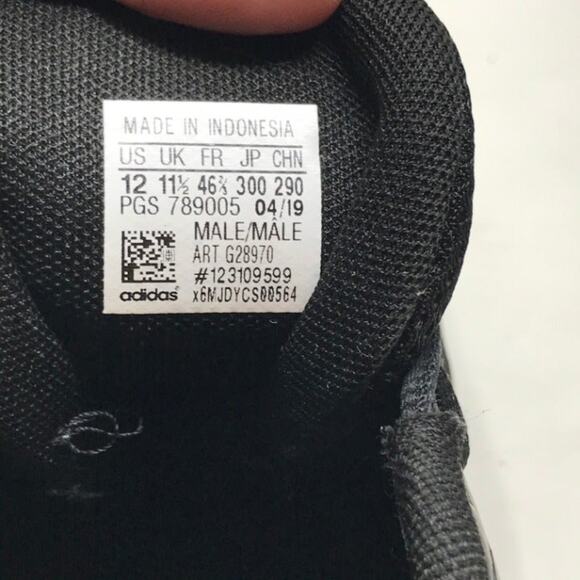 MADE IN INDONESIA
US UK FR JP CHN
12 11½ 46⅔ 300 290
PGS 789005 04/19
MALE/MÂLE
ART G28970
#123109599
adidas x6MJDYCS00564